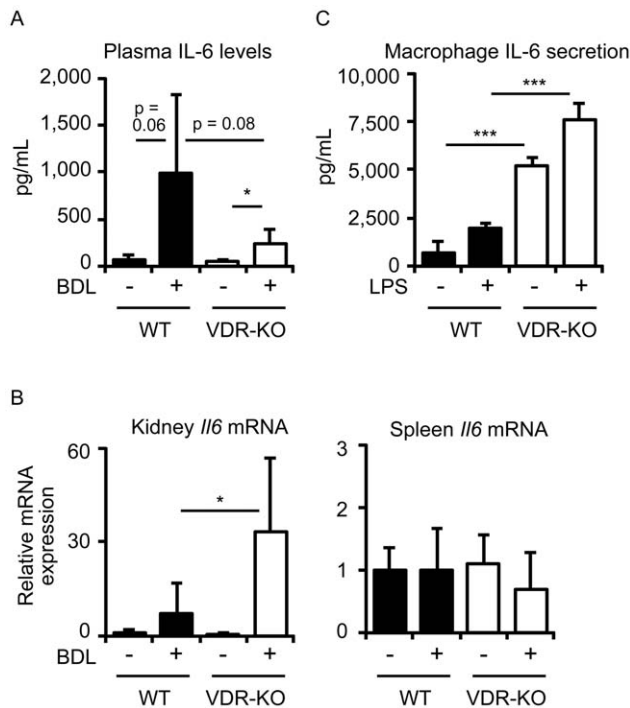 A
Plasma IL-6 levels
pg/mL
2,000
1,500
1,000
500
0
p =
0.06
p = 0.08
*
BDL - + - +
WT VDR-KO
C
Macrophage IL-6 secretion
pg/mL
10,000
7,500
5,000
2,500
0
***
***
LPS - + - +
WT VDR-KO
B
Kidney Il6 mRNA
Relative mRNA
expression
60
30
0
*
BDL - + - +
WT VDR-KO
Spleen Il6 mRNA
3
2
1
0
- + - +
WT VDR-KO